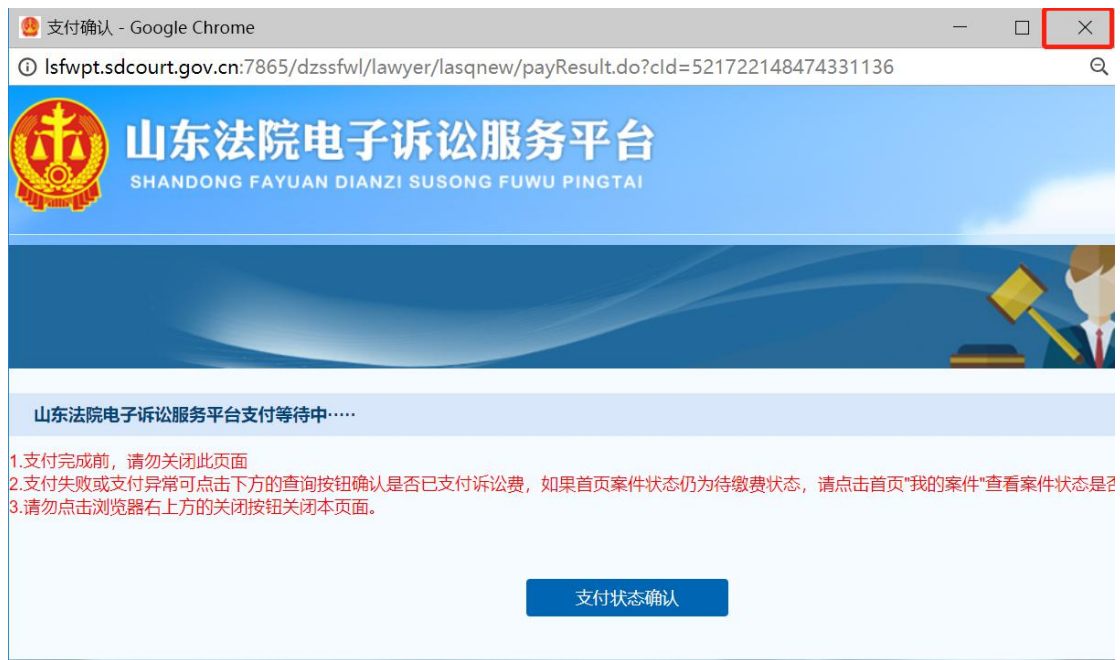 支付确认 - Google Chrome
lsfwpt.sdcourt.gov.cn:7865/dzssfwl/lawyer/lasqnew/payResult.do?cId=521722148474331136
山东法院电子诉讼服务平台
SHANDONG FAYUAN DIANZI SUSONG FUWU PINGTAI
山东法院电子诉讼服务平台支付等待中·····
1.支付完成前，请勿关闭此页面
2.支付失败或支付异常可点击下方的查询按钮确认是否已支付诉讼费，如果首页案件状态仍为待缴费状态，请点击首页"我的案件"查看案件状态是否
3.请勿点击浏览器右上方的关闭按钮关闭本页面。
支付状态确认